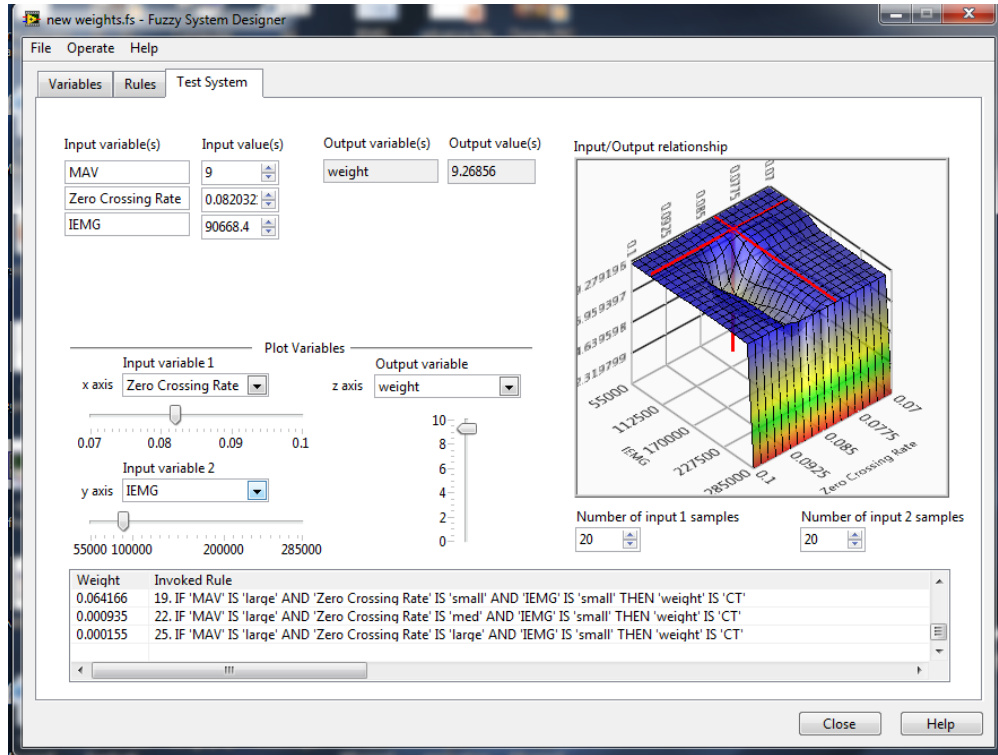 new weights.fs - Fuzzy System Designer
File Operate Help
Variables Rules Test System
Input variable(s) Input value(s) Output variable(s) Output value(s) Input/Output relationship
MAV 9 weight 9.26856
Zero Crossing Rate 0.082032
IEMG 90668.4
0.07
0.0775
0.085
0.0925
0.1
9.279198
6.959397
4.639598
2.319799
55000
112500
170000
227500
285000
IEMG
0.07
0.0775
0.085
0.0925
0.1
Zero Crossing Rate
Plot Variables
Input variable 1 Output variable
x axis Zero Crossing Rate z axis weight
0.07 0.08 0.09 0.1
10
8
6
4
2
0
Input variable 2
y axis IEMG
55000 100000 200000 285000
Number of input 1 samples Number of input 2 samples
20 20
Weight Invoked Rule
0.064166 19. IF 'MAV' IS 'large' AND 'Zero Crossing Rate' IS 'small' AND 'IEMG' IS 'small' THEN 'weight' IS 'CT'
0.000935 22. IF 'MAV' IS 'large' AND 'Zero Crossing Rate' IS 'med' AND 'IEMG' IS 'small' THEN 'weight' IS 'CT'
0.000155 25. IF 'MAV' IS 'large' AND 'Zero Crossing Rate' IS 'large' AND 'IEMG' IS 'small' THEN 'weight' IS 'CT'
Close Help